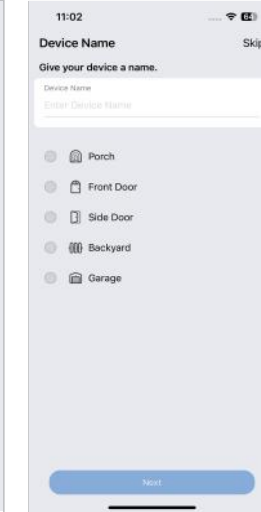 11:02
64
Device Name
Skip
Give your device a name.
Device Name
Enter Device Name
Porch
Front Door
Side Door
Backyard
Garage
Next